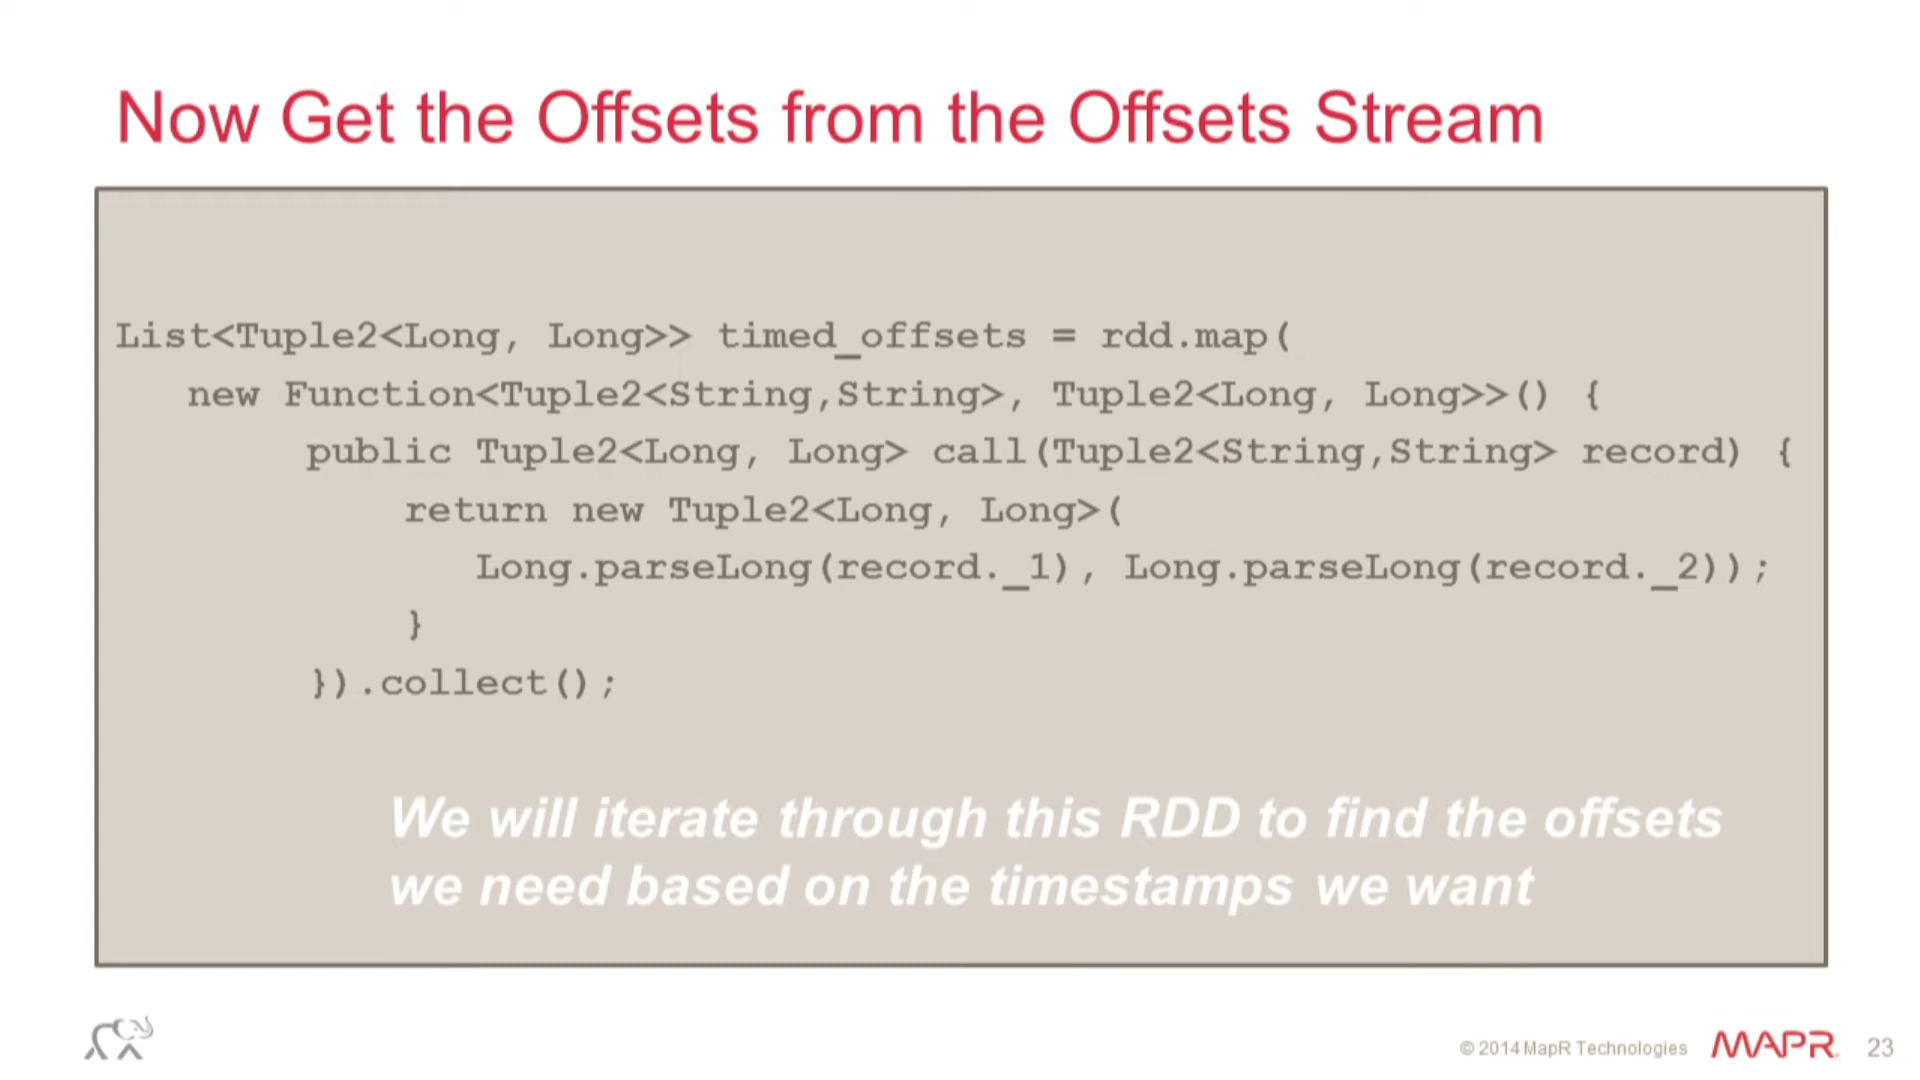 Now Get the Offsets from the Offsets Stream
List<Tuple2<Long, Long>> timed_offsets = rdd.map(
new Function<Tuple2<String,String>, Tuple2<Long, Long>>() {
public Tuple2<Long, Long> call(Tuple2<String,String> record) {
return new Tuple2<Long, Long>(
Long.parseLong(record._1), Long.parseLong(record._2));
}
}).collect();
We will iterate through this RDD to find the offsets
we need based on the timestamps we want
© 2014 MapR Technologies MAPR 23